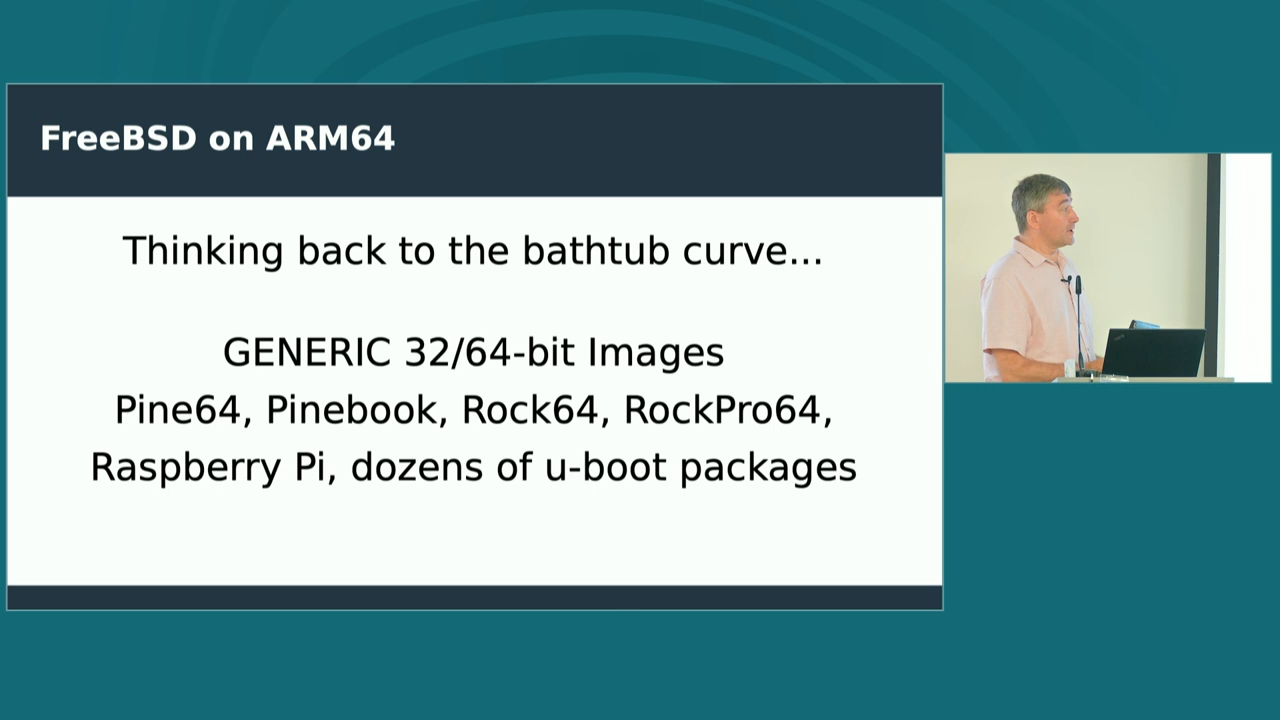 FreeBSD on ARM64
Thinking back to the bathtub curve...
GENERIC 32/64-bit Images
Pine64, Pinebook, Rock64, RockPro64,
Raspberry Pi, dozens of u-boot packages